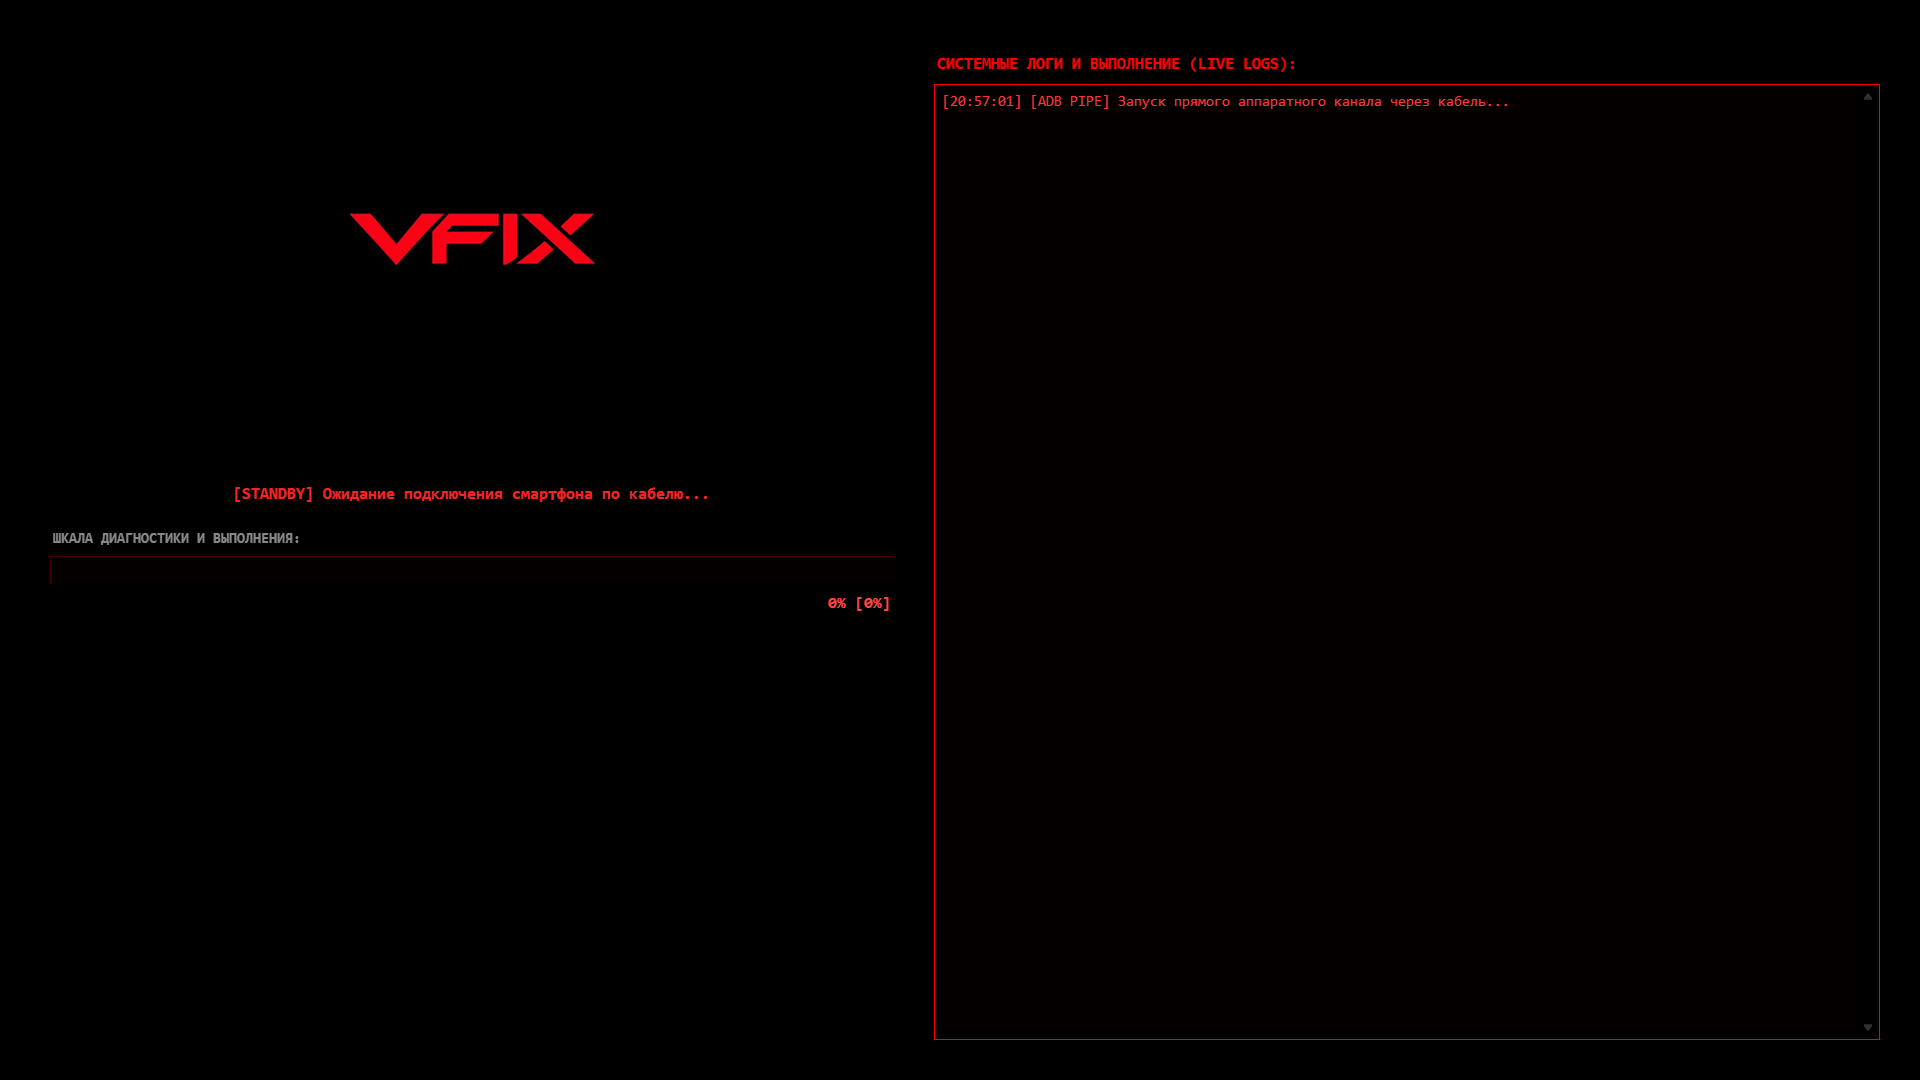 VFIX
[STANDBY] Ожидание подключения смартфона по кабелю...
ШКАЛА ДИАГНОСТИКИ И ВЫПОЛНЕНИЯ:
0% [0%]
СИСТЕМНЫЕ ЛОГИ И ВЫПОЛНЕНИЕ (LIVE LOGS):
[20:57:01] [ADB PIPE] Запуск прямого аппаратного канала через кабель...